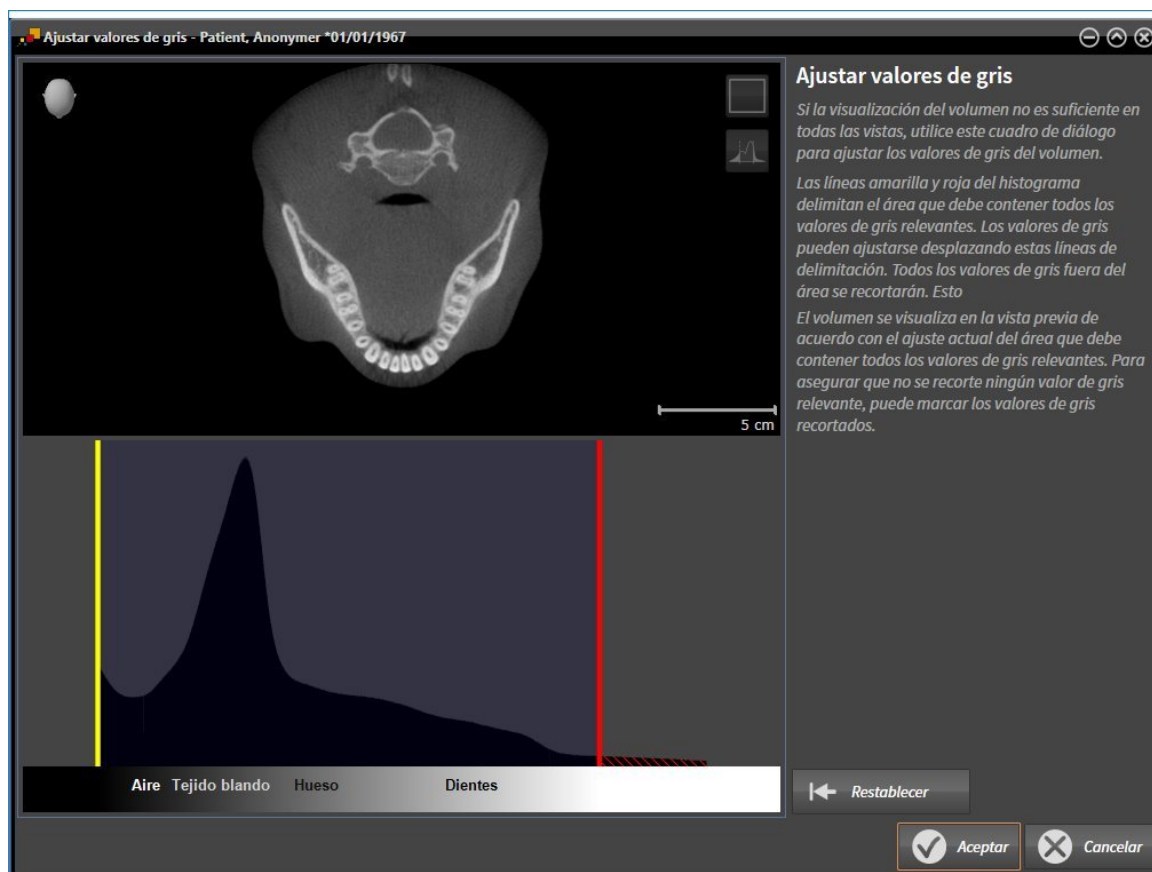 Ajustar valores de gris - Patient, Anonymer *01/01/1967
5 cm
Aire Tejido blando Hueso Dientes
Ajustar valores de gris
Si la visualización del volumen no es suficiente en
todas las vistas, utilice este cuadro de diálogo
para ajustar los valores de gris del volumen.
Las líneas amarilla y roja del histograma
delimitan el área que debe contener todos los
valores de gris relevantes. Los valores de gris
pueden ajustarse desplazando estas líneas de
delimitación. Todos los valores de gris fuera del
área se recortarán. Esto
El volumen se visualiza en la vista previa de
acuerdo con el ajuste actual del área que debe
contener todos los valores de gris relevantes. Para
asegurar que no se recorte ningún valor de gris
relevante, puede marcar los valores de gris
recortados.
Restablecer
Aceptar
Cancelar